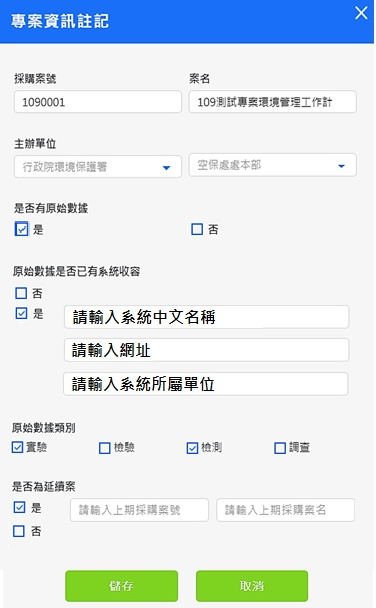 專案資訊註記
採購案號 案名
1090001 109測試專案環境管理工作計
主辦單位
行政院環境保護署 空保處處本部
是否有原始數據
是 否
原始數據是否已有系統收容
否
是 請輸入系統中文名稱
請輸入網址
請輸入系統所屬單位
原始數據類別
實驗 檢驗 檢測 調查
是否為延續案
是 請輸入上期採購案號 請輸入上期採購案名
否
儲存 取消